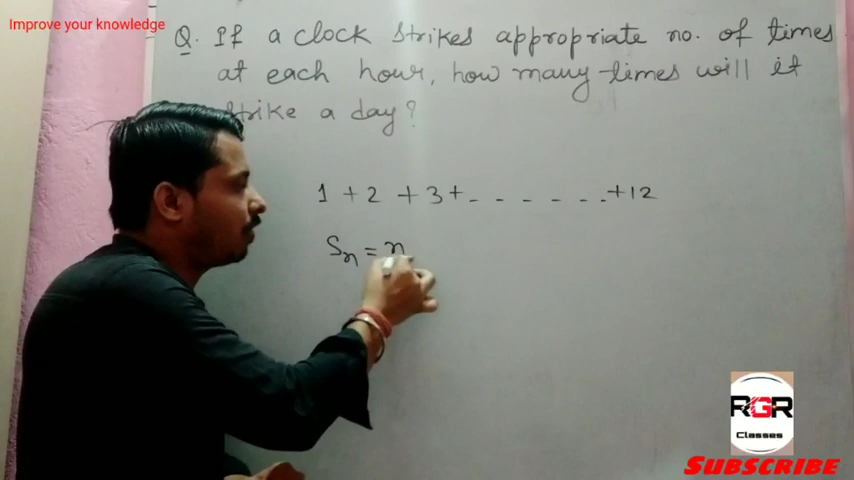 Improve your knowledge
Q. If a clock strikes appropriate no. of times
at each hour, how many times will it
strike a day?
1 + 2 + 3 + - - - - - - + 12
Sn = n
RGR
Classes
SUBSCRIBE